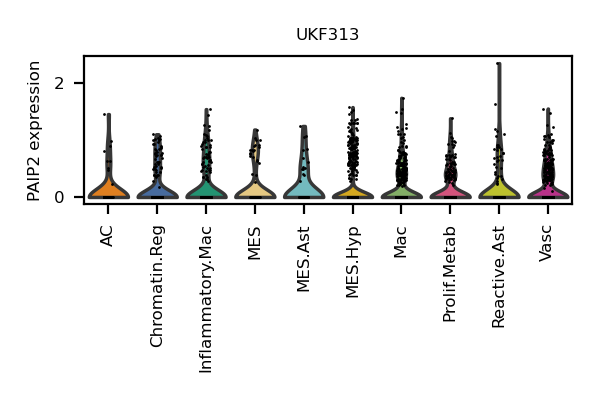 UKF313
PAIP2 expression
2
0
AC
Chromatin.Reg
Inflammatory.Mac
MES
MES.Ast
MES.Hyp
Mac
Prolif.Metab
Reactive.Ast
Vasc